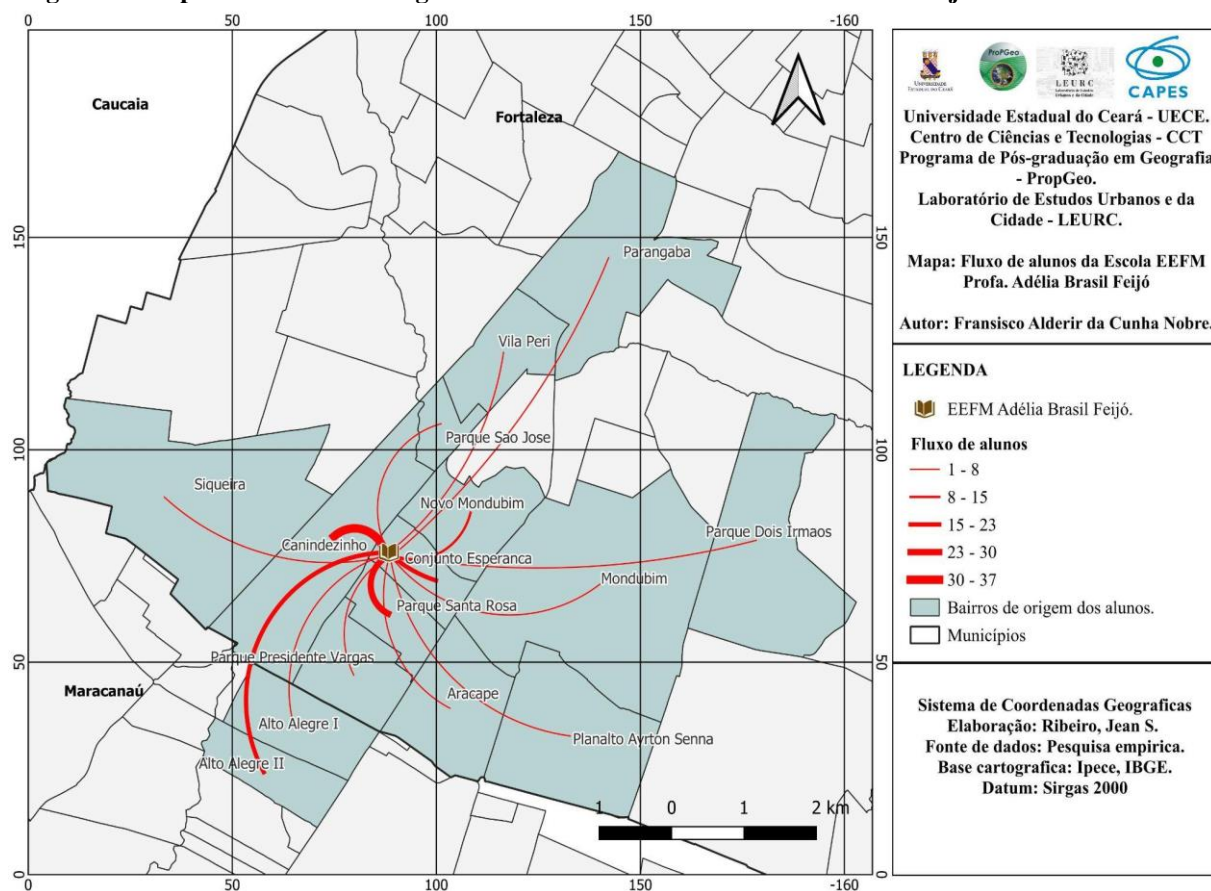 0 50 100 150 -160
Caucaia
Fortaleza
150
150
Parangaba
Vila Peri
100
100
Parque Sao Jose
Siqueira
Novo Mondubim
Parque Dois Irmaos
Canindezinho
Conjunto Esperanca
Mondubim
Parque Santa Rosa
50
50
Parque Presidente Vargas
Maracanaú
Aracape
Alto Alegre I
Planalto Ayrton Senna
Alto Alegre II
1 0 1 2 km
0
0
0 50 100 150 -160
ProPGeo
LEURC
CAPES
Universidade Estadual do Ceará - UECE.
Centro de Ciências e Tecnologias - CCT
Programa de Pós-graduação em Geografia
- PropGeo.
Laboratório de Estudos Urbanos e da
Cidade - LEURC.
Mapa: Fluxo de alunos da Escola EEFM
Profa. Adélia Brasil Feijó
Autor: Fransisco Alderir da Cunha Nobre.
LEGENDA
EEFM Adélia Brasil Feijó.
Fluxo de alunos
1 - 8
8 - 15
15 - 23
23 - 30
30 - 37
Bairros de origem dos alunos.
Municípios
Sistema de Coordenadas Geograficas
Elaboração: Ribeiro, Jean S.
Fonte de dados: Pesquisa empirica.
Base cartografica: Ipece, IBGE.
Datum: Sirgas 2000